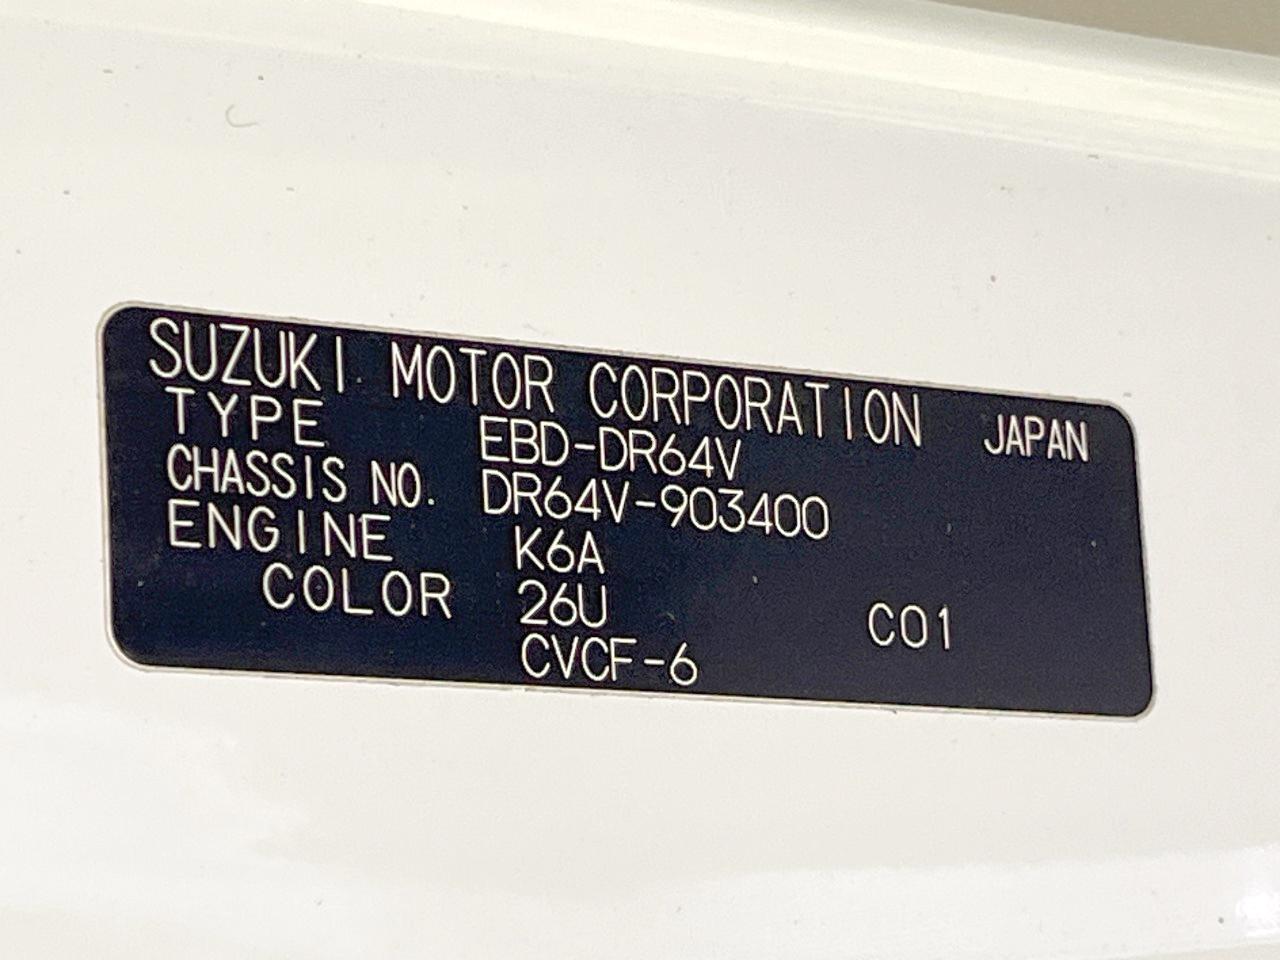 SUZUKI MOTOR CORPORATION JAPAN
TYPE EBD-DR64V
CHASSIS NO. DR64V-903400
ENGINE K6A
COLOR 26U C01
CVCF-6